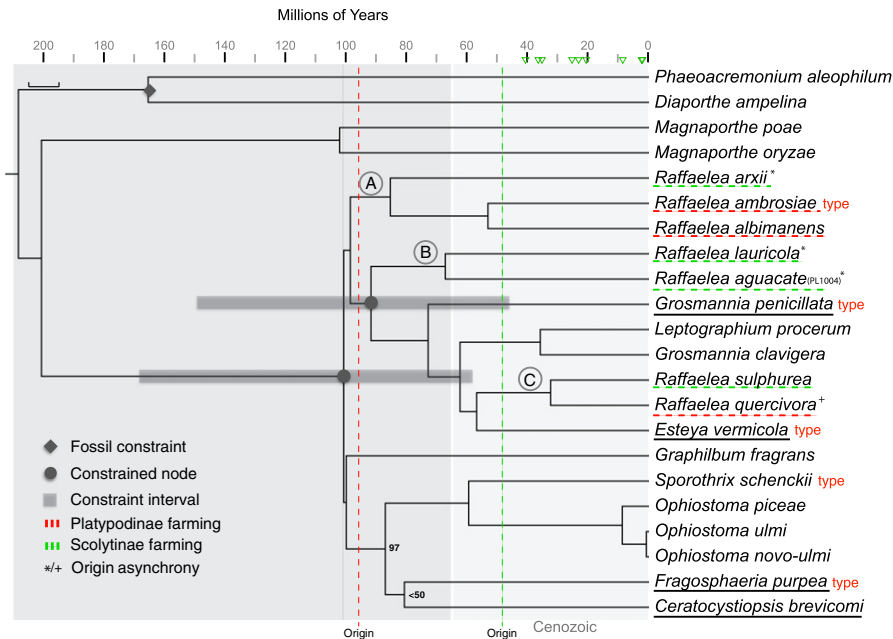 Millions of Years
200 180 160 140 120 100 80 60 40 20 0
Phaeoacremonium aleophilum
Diaporthe ampelina
Magnaporthe poae
Magnaporthe oryzae
A
Raffaelea arxii*
Raffaelea ambrosiae type
Raffaelea albimanens
B
Raffaelea lauricola*
Raffaelea aguacate(PL1004)*
Grosmannia penicillata type
Leptographium procerum
Grosmannia clavigera
C
Raffaelea sulphurea
Raffaelea quercivora+
Esteya vermicola type
Graphilbum fragrans
Sporothrix schenckii type
Ophiostoma piceae
Ophiostoma ulmi
Ophiostoma novo-ulmi
Fragosphaeria purpea type
Ceratocystiopsis brevicomi
97
<50
Fossil constraint
Constrained node
Constraint interval
Platypodinae farming
Scolytinae farming
*/+ Origin asynchrony
Origin Origin Cenozoic